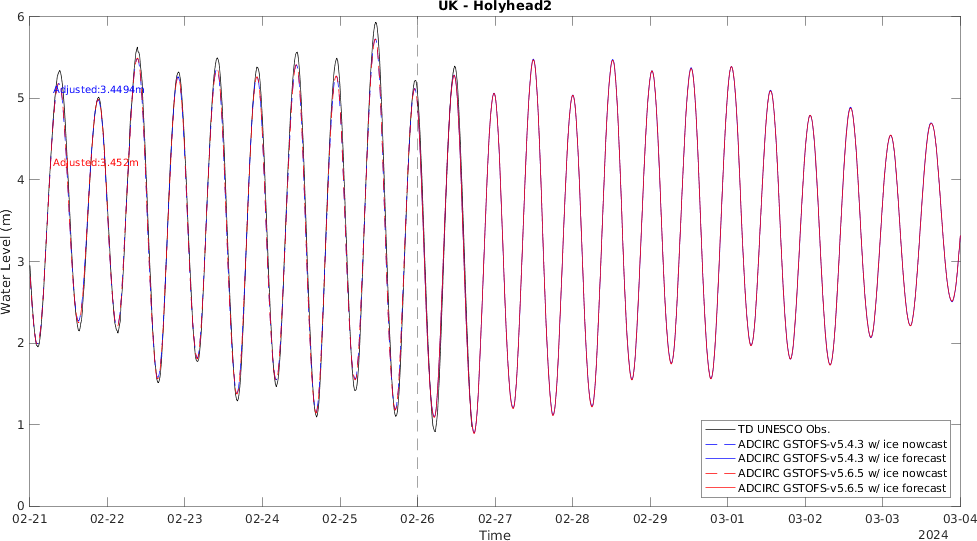 UK - Holyhead2
6
5
4
3
2
1
0
Water Level (m)
Adjusted:3.4494m
Adjusted:3.452m
TD UNESCO Obs.
ADCIRC GSTOFS-v5.4.3 w/ ice nowcast
ADCIRC GSTOFS-v5.4.3 w/ ice forecast
ADCIRC GSTOFS-v5.6.5 w/ ice nowcast
ADCIRC GSTOFS-v5.6.5 w/ ice forecast
02-21 02-22 02-23 02-24 02-25 02-26 02-27 02-28 02-29 03-01 03-02 03-03 03-04
Time
2024